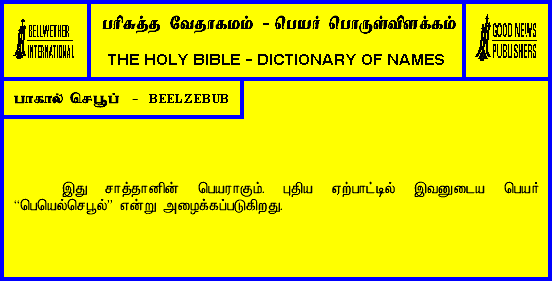 BELLWETHER
INTERNATIONAL
பரிசுத்த வேதாகமம் - பெயர் பொருள்விளக்கம்
THE HOLY BIBLE - DICTIONARY OF NAMES
GOOD NEWS
PUBLISHERS
பாகால் செபூப் - BEELZEBUB
இது சாத்தானின் பெயராகும். புதிய ஏற்பாட்டில் இவனுடைய பெயர்
“பெயெல்செபூல்” என்று அழைக்கப்படுகிறது.